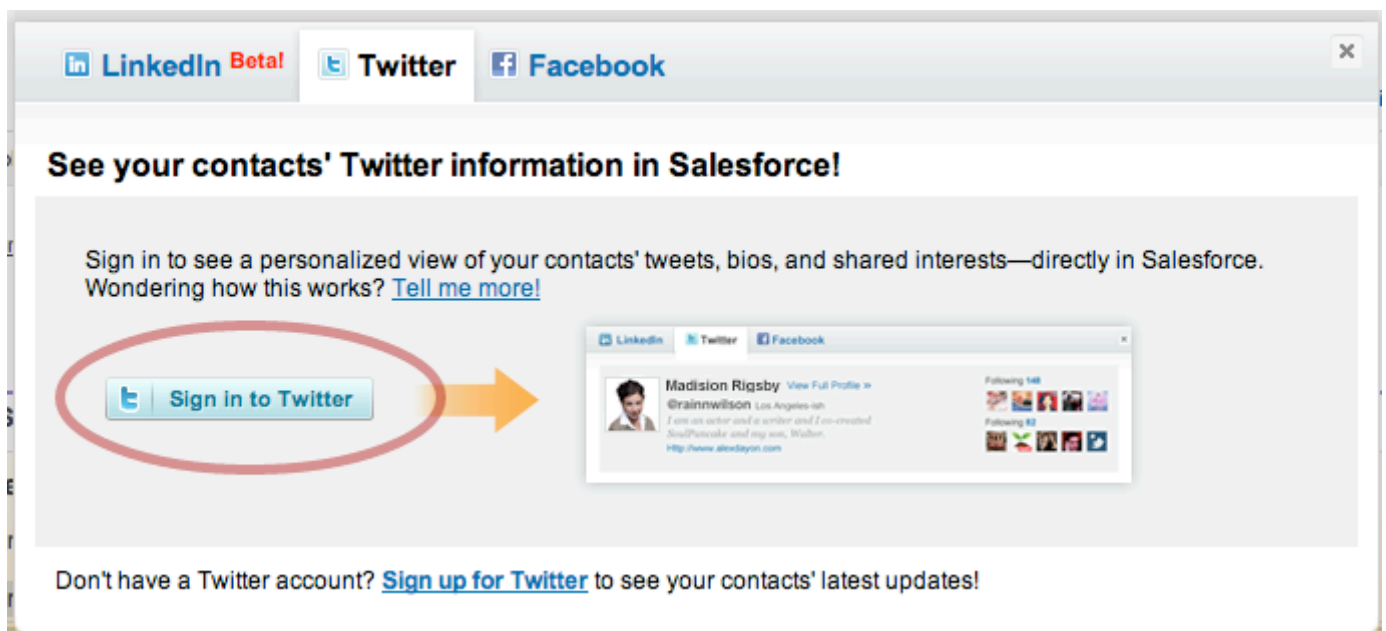 LinkedIn Beta!
Twitter
Facebook
See your contacts' Twitter information in Salesforce!
Sign in to see a personalized view of your contacts' tweets, bios, and shared interests—directly in Salesforce.
Wondering how this works? Tell me more!
Sign in to Twitter
LinkedIn
Twitter
Facebook
Madision Rigsby View Full Profile »
@rainnwilson Los Angeles-ish
I am an actor and a writer and I co-created
SoulPancake and my son, Walter.
Http://www.alexdayon.com
Following 148
Following 82
Don't have a Twitter account? Sign up for Twitter to see your contacts' latest updates!